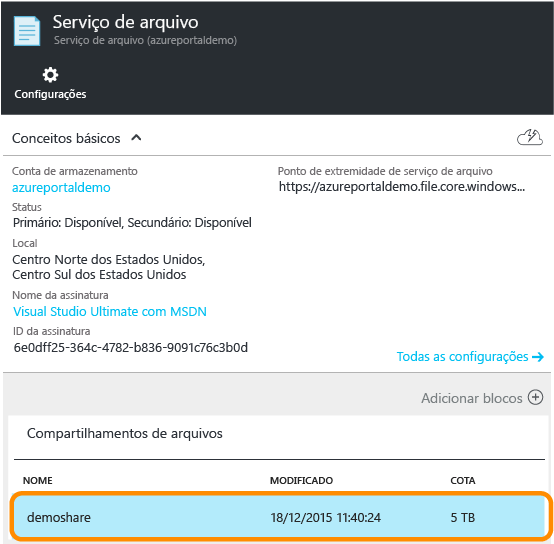 Serviço de arquivo
Serviço de arquivo (azureportaldemo)
Configurações
Conceitos básicos
Conta de armazenamento
azureportaldemo
Status
Primário: Disponível, Secundário: Disponível
Local
Centro Norte dos Estados Unidos,
Centro Sul dos Estados Unidos
Nome da assinatura
Visual Studio Ultimate com MSDN
ID da assinatura
6e0dff25-364c-4782-b836-9091c76c3b0d
Ponto de extremidade de serviço de arquivo
https://azureportaldemo.file.core.windows...
Todas as configurações
Adicionar blocos
Compartilhamentos de arquivos
NOME MODIFICADO COTA
demoshare 18/12/2015 11:40:24 5 TB